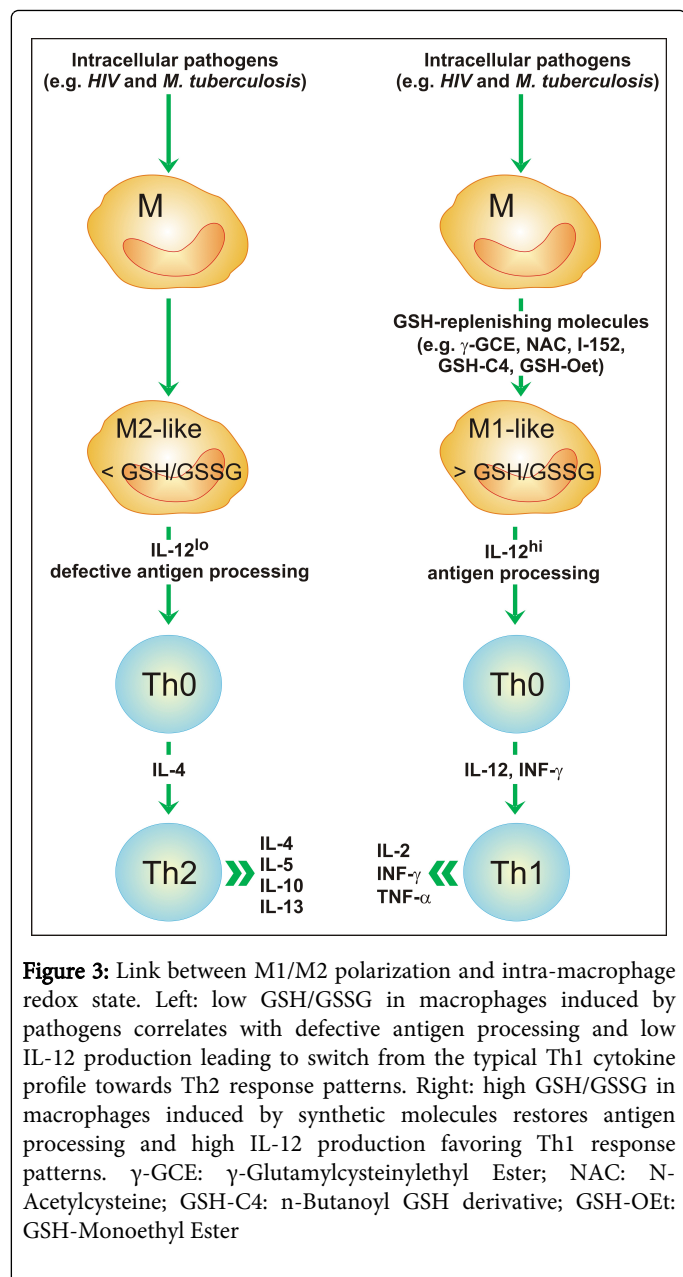 Intracellular pathogens
(e.g. HIV and M. tuberculosis)
M
M2-like
< GSH/GSSG
IL-12lo
defective antigen processing
Th0
IL-4
Th2
IL-4
IL-5
IL-10
IL-13
Intracellular pathogens
(e.g. HIV and M. tuberculosis)
M
GSH-replenishing molecules
(e.g. γ-GCE, NAC, I-152,
GSH-C4, GSH-Oet)
M1-like
> GSH/GSSG
IL-12hi
antigen processing
Th0
IL-12, INF-γ
IL-2
INF-γ
TNF-α
Th1
Figure 3: Link between M1/M2 polarization and intra-macrophage
redox state. Left: low GSH/GSSG in macrophages induced by
pathogens correlates with defective antigen processing and low
IL-12 production leading to switch from the typical Th1 cytokine
profile towards Th2 response patterns. Right: high GSH/GSSG in
macrophages induced by synthetic molecules restores antigen
processing and high IL-12 production favoring Th1 response
patterns. γ-GCE: γ-Glutamylcysteinylethyl Ester; NAC: N-
Acetylcysteine; GSH-C4: n-Butanoyl GSH derivative; GSH-OEt:
GSH-Monoethyl Ester